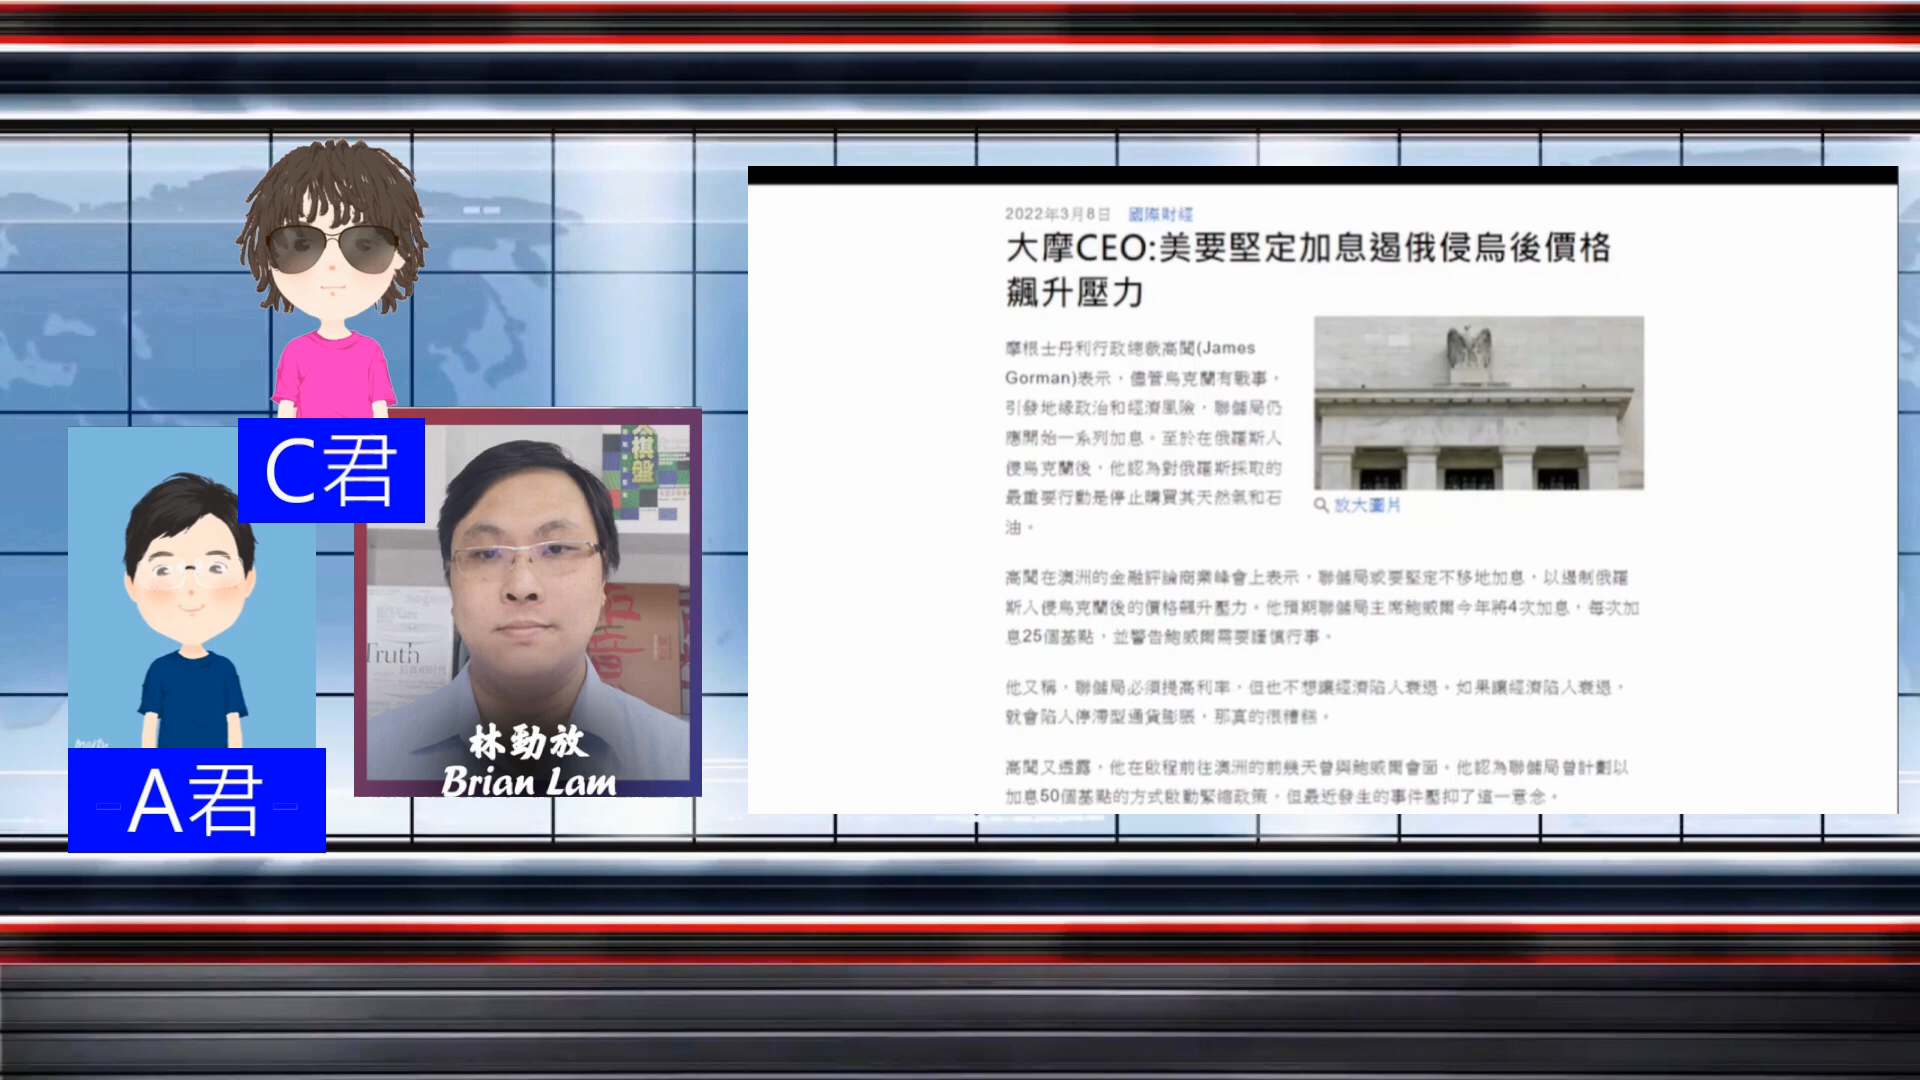 C君
A君
林勁放
Brian Lam
Truth
2022年3月8日 國際財經
大摩CEO:美要堅定加息遏俄侵烏後價格
飆升壓力
摩根士丹利行政總裁高聞(James
Gorman)表示，儘管烏克蘭有戰事，
引發地緣政治和經濟風險，聯儲局仍
應開始一系列加息。至於在俄羅斯入
侵烏克蘭後，他認為對俄羅斯採取的
最重要行動是停止購買其天然氣和石
油。
放大圖片
高聞在澳洲的金融評論商業峰會上表示，聯儲局或要堅定不移地加息，以遏制俄羅
斯入侵烏克蘭後的價格飆升壓力。他預期聯儲局主席鮑威爾今年將4次加息，每次加
息25個基點，並警告鮑威爾需要謹慎行事。
他又稱，聯儲局必須提高利率，但也不想讓經濟陷入衰退。如果讓經濟陷入衰退，
就會陷入停滯型通貨膨脹，那真的很糟糕。
高聞又透露，他在啟程前往澳洲的前幾天曾與鮑威爾會面。他認為聯儲局曾計劃以
加息50個基點的方式啟動緊縮政策，但最近發生的事件壓抑了這一意念。